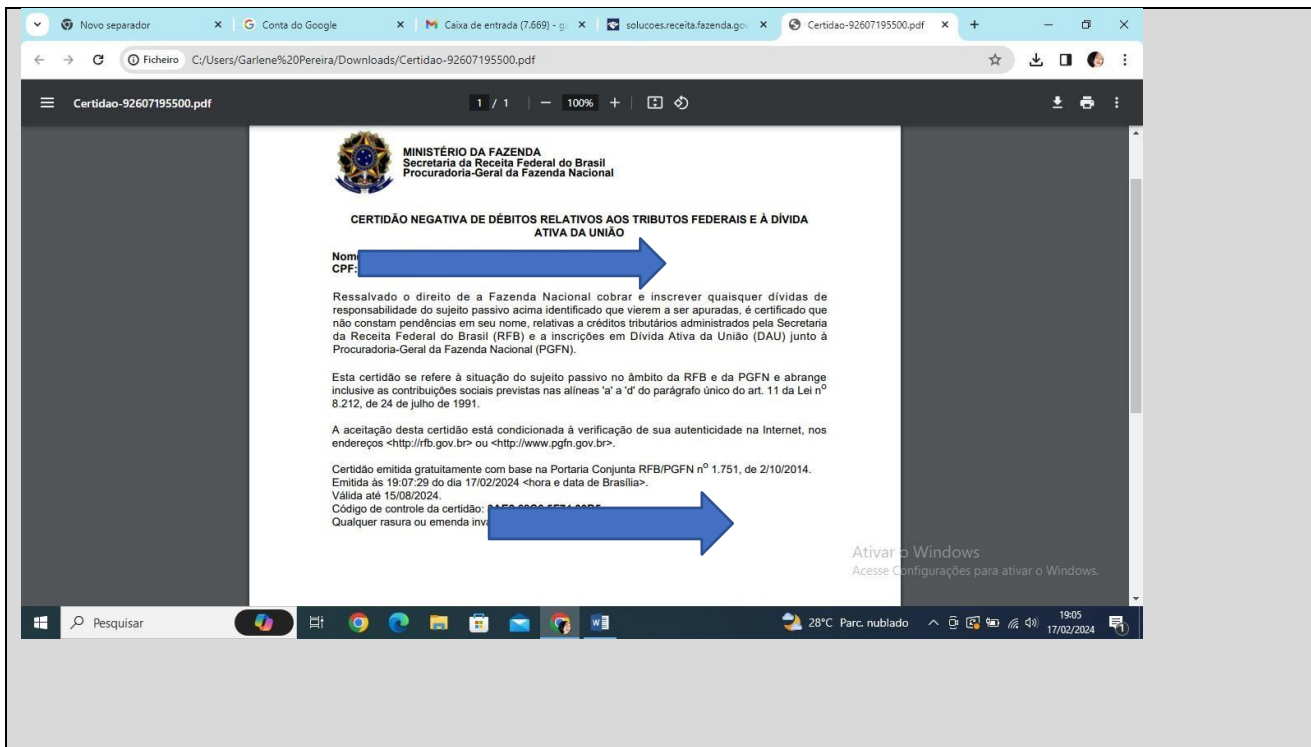 Novo separador
Conta do Google
Caixa de entrada (7.669) - g
solucoes.receita.fazenda.gov
Certidao-92607195500.pdf
Ficheiro
C:/Users/Garlene%20Pereira/Downloads/Certidao-92607195500.pdf
Certidao-92607195500.pdf
1 / 1
100%
MINISTÉRIO DA FAZENDA
Secretaria da Receita Federal do Brasil
Procuradoria-Geral da Fazenda Nacional
CERTIDÃO NEGATIVA DE DÉBITOS RELATIVOS AOS TRIBUTOS FEDERAIS E À DÍVIDA
ATIVA DA UNIÃO
Nom
CPF:
Ressalvado o direito de a Fazenda Nacional cobrar e inscrever quaisquer dívidas de
responsabilidade do sujeito passivo acima identificado que vierem a ser apuradas, é certificado que
não constam pendências em seu nome, relativas a créditos tributários administrados pela Secretaria
da Receita Federal do Brasil (RFB) e a inscrições em Dívida Ativa da União (DAU) junto à
Procuradoria-Geral da Fazenda Nacional (PGFN).
Esta certidão se refere à situação do sujeito passivo no âmbito da RFB e da PGFN e abrange
inclusive as contribuições sociais previstas nas alíneas 'a' a 'd' do parágrafo único do art. 11 da Lei nº
8.212, de 24 de julho de 1991.
A aceitação desta certidão está condicionada à verificação de sua autenticidade na Internet, nos
endereços <http://rfb.gov.br> ou <http://www.pgfn.gov.br>.
Certidão emitida gratuitamente com base na Portaria Conjunta RFB/PGFN nº 1.751, de 2/10/2014.
Emitida às 19:07:29 do dia 17/02/2024 <hora e data de Brasília>.
Válida até 15/08/2024.
Código de controle da certidão:
Qualquer rasura ou emenda inv
Ativar o Windows
Acesse Configurações para ativar o Windows.
Pesquisar
28°C Parc. nublado
19:05
17/02/2024